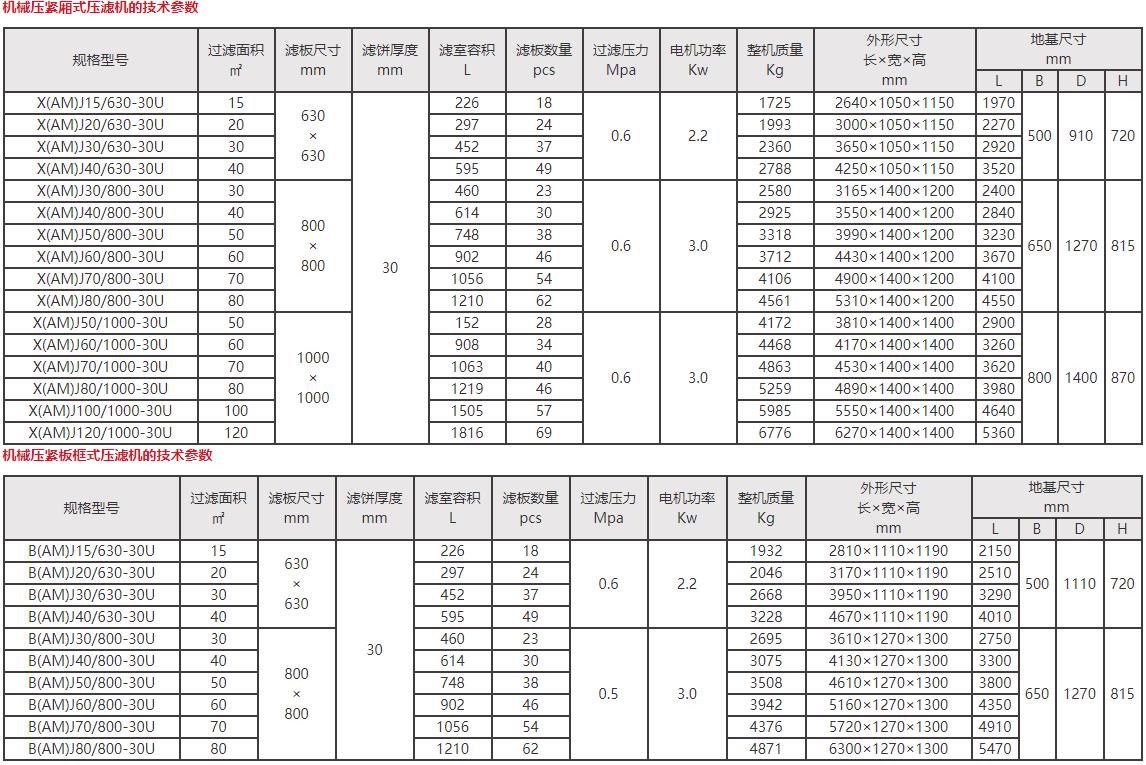 机械压紧厢式压滤机的技术参数
规格型号 过滤面积 ㎡ 滤板尺寸 mm 滤饼厚度 mm 滤室容积 L 滤板数量 pcs 过滤压力 Mpa 电机功率 Kw 整机质量 Kg 外形尺寸 长×宽×高 mm 地基尺寸 mm
L B D H
X(AM)J15/630-30U 15 630×630 30 226 18 0.6 2.2 1725 2640×1050×1150 1970 500 910 720
X(AM)J20/630-30U 20 297 24 1993 3000×1050×1150 2270
X(AM)J30/630-30U 30 452 37 2360 3650×1050×1150 2920
X(AM)J40/630-30U 40 595 49 2788 4250×1050×1150 3520
X(AM)J30/800-30U 30 800×800 460 23 0.6 3.0 2580 3165×1400×1200 2400 650 1270 815
X(AM)J40/800-30U 40 614 30 2925 3550×1400×1200 2840
X(AM)J50/800-30U 50 748 38 3318 3990×1400×1200 3230
X(AM)J60/800-30U 60 902 46 3712 4430×1400×1200 3670
X(AM)J70/800-30U 70 1056 54 4106 4900×1400×1200 4100
X(AM)J80/800-30U 80 1210 62 4561 5310×1400×1200 4550
X(AM)J50/1000-30U 50 1000×1000 152 28 0.6 3.0 4172 3810×1400×1400 2900 800 1400 870
X(AM)J60/1000-30U 60 908 34 4468 4170×1400×1400 3260
X(AM)J70/1000-30U 70 1063 40 4863 4530×1400×1400 3620
X(AM)J80/1000-30U 80 1219 46 5259 4890×1400×1400 3980
X(AM)J100/1000-30U 100 1505 57 5985 5550×1400×1400 4640
X(AM)J120/1000-30U 120 1816 69 6776 6270×1400×1400 5360
机械压紧板框式压滤机的技术参数
规格型号 过滤面积 ㎡ 滤板尺寸 mm 滤饼厚度 mm 滤室容积 L 滤板数量 pcs 过滤压力 Mpa 电机功率 Kw 整机质量 Kg 外形尺寸 长×宽×高 mm 地基尺寸 mm
L B D H
B(AM)J15/630-30U 15 630×630 30 226 18 0.6 2.2 1932 2810×1110×1190 2150 500 1110 720
B(AM)J20/630-30U 20 297 24 2046 3170×1110×1190 2510
B(AM)J30/630-30U 30 452 37 2668 3950×1110×1190 3290
B(AM)J40/630-30U 40 595 49 3228 4670×1110×1190 4010
B(AM)J30/800-30U 30 800×800 460 23 0.5 3.0 2695 3610×1270×1300 2750 650 1270 815
B(AM)J40/800-30U 40 614 30 3075 4130×1270×1300 3300
B(AM)J50/800-30U 50 748 38 3508 4610×1270×1300 3800
B(AM)J60/800-30U 60 902 46 3942 5160×1270×1300 4350
B(AM)J70/800-30U 70 1056 54 4376 5720×1270×1300 4910
B(AM)J80/800-30U 80 1210 62 4871 6300×1270×1300 5470